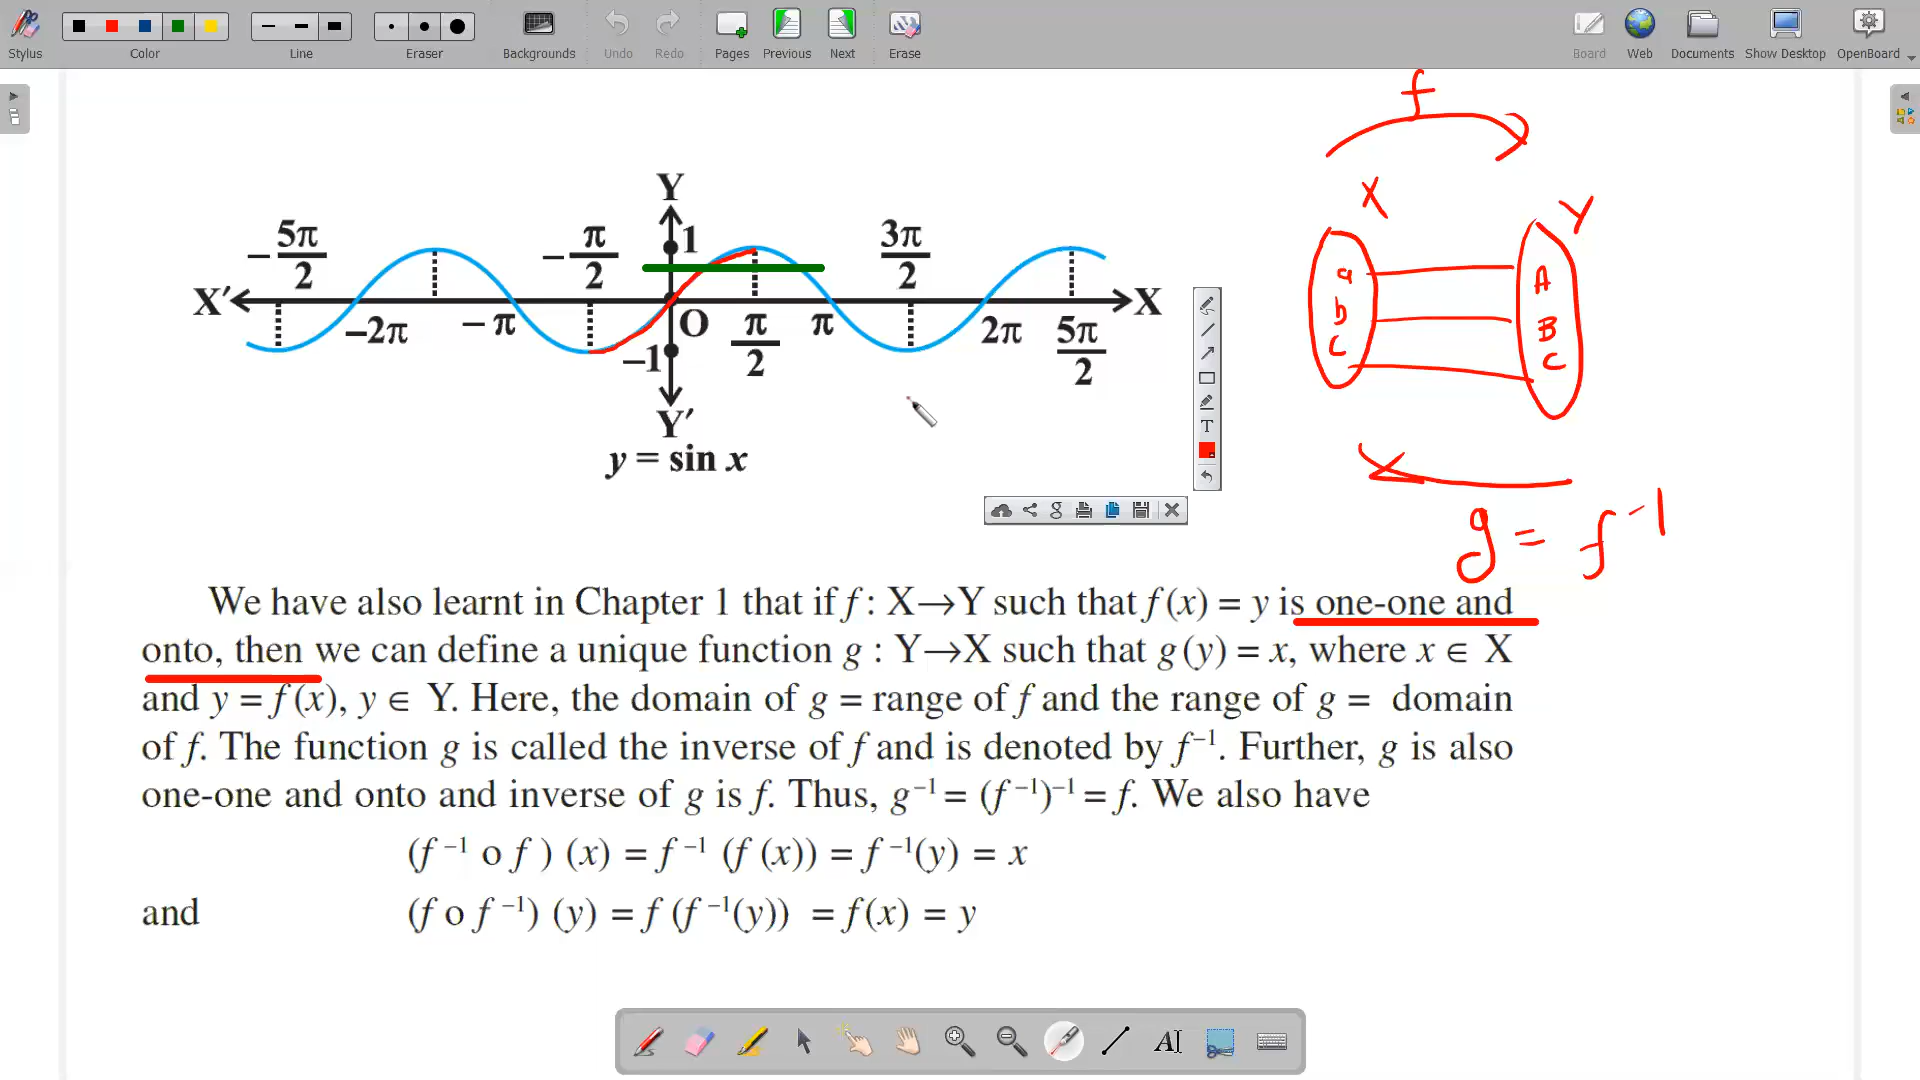 Stylus Color Line Eraser Backgrounds Undo Redo Pages Previous Next Erase Board Web Documents Show Desktop OpenBoard
f
X Y
a A
b B
c C
g = f⁻¹
Y
1
−5π/2 −π/2 3π/2
X′ −2π −π O π/2 π 2π 5π/2 X
−1
Y′
y = sin x
T
g
We have also learnt in Chapter 1 that if f : X→Y such that f(x) = y is one-one and
onto, then we can define a unique function g : Y→X such that g(y) = x, where x ∈ X
and y = f(x), y ∈ Y. Here, the domain of g = range of f and the range of g = domain
of f. The function g is called the inverse of f and is denoted by f⁻¹. Further, g is also
one-one and onto and inverse of g is f. Thus, g⁻¹ = (f⁻¹)⁻¹ = f. We also have
(f⁻¹ o f) (x) = f⁻¹ (f(x)) = f⁻¹(y) = x
and (f o f⁻¹) (y) = f(f⁻¹(y)) = f(x) = y
AI